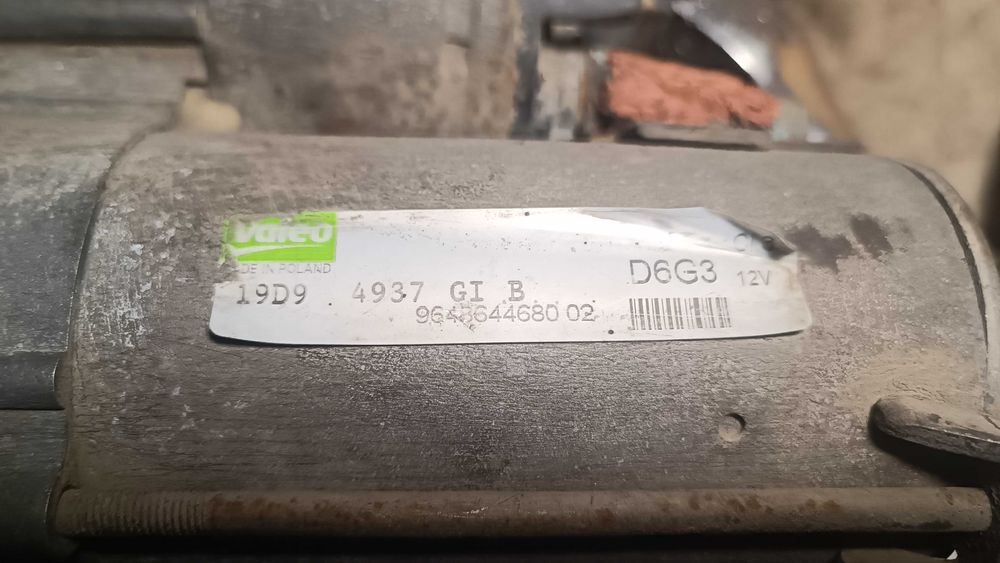 Valeo
DE IN POLAND
D6G3 12V
19D9 4937 GI B
9648644680 02